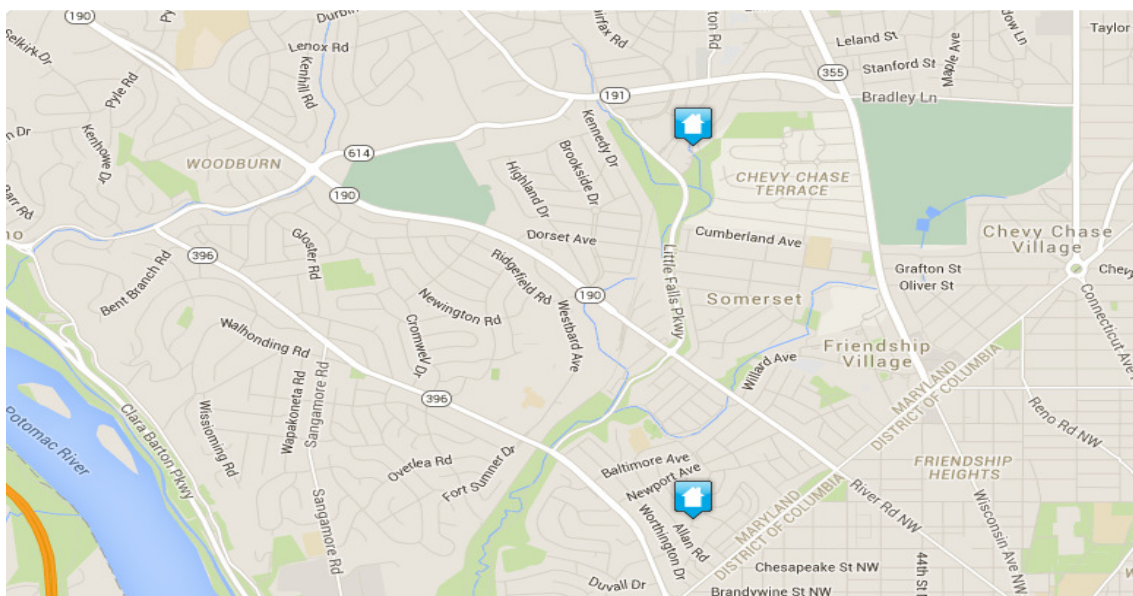 190
Lenox Rd
Kenhill Rd
Pyle Rd
Kenhowe Dr
WOODBURN
614
190
191
355
Leland St
Stanford St
Maple Ave
Taylor
Bradley Ln
Kennedy Dr
Brookside Dr
Highland Dr
CHEVY CHASE
TERRACE
Dorset Ave
Cumberland Ave
Chevy Chase
Village
Grafton St
Oliver St
Connecticut Ave
396
Gloster Rd
Bent Branch Rd
Ridgefield Rd
Newington Rd
190
Westbard Ave
Little Falls Pkwy
Somerset
Friendship
Village
Willard Ave
Walhonding Rd
Cromwell Dr
396
Wapakoneta Rd
Sangamore Rd
Wissioming Rd
Clara Barton Pkwy
Potomac River
Overlea Rd
Fort Sumner Dr
Sangamore Rd
Baltimore Ave
Newport Ave
Worthington Dr
Allan Rd
MARYLAND
DISTRICT OF COLUMBIA
MARYLAND
DISTRICT OF COLUMBIA
Reno Rd NW
FRIENDSHIP
HEIGHTS
River Rd NW
Wisconsin Ave NW
Chesapeake St NW
Brandywine St NW
44th St
Duvall Dr